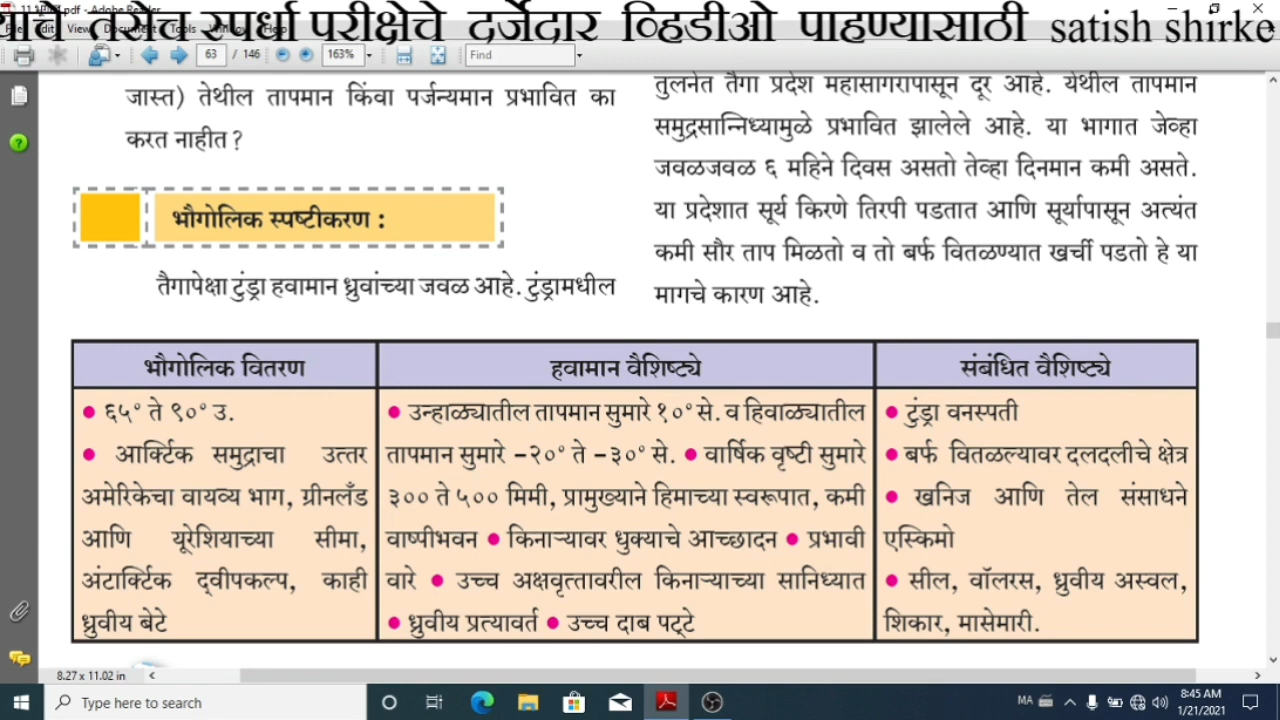 तसेच स्पर्धा परीक्षेचे दर्जेदार व्हिडीओ पाहण्यासाठी satish shirke
63 / 146 163% Find
जास्त) तेथील तापमान किंवा पर्जन्यमान प्रभावित का
करत नाहीत ?
भौगोलिक स्पष्टीकरण :
तैगापेक्षा टुंड्रा हवामान ध्रुवांच्या जवळ आहे. टुंड्रामधील
तुलनेत तैगा प्रदेश महासागरापासून दूर आहे. येथील तापमान
समुद्रसान्निध्यामुळे प्रभावित झालेले आहे. या भागात जेव्हा
जवळजवळ ६ महिने दिवस असतो तेव्हा दिनमान कमी असते.
या प्रदेशात सूर्य किरणे तिरपी पडतात आणि सूर्यापासून अत्यंत
कमी सौर ताप मिळतो व तो बर्फ वितळण्यात खर्ची पडतो हे या
मागचे कारण आहे.
भौगोलिक वितरण
• ६५° ते ९०° उ.
• आर्क्टिक समुद्राचा उत्तर
अमेरिकेचा वायव्य भाग, ग्रीनलँड
आणि यूरेशियाच्या सीमा,
अंटार्क्टिक द्वीपकल्प, काही
ध्रुवीय बेटे
हवामान वैशिष्ट्ये
• उन्हाळ्यातील तापमान सुमारे १०° से. व हिवाळ्यातील
तापमान सुमारे –२०° ते –३०° से. • वार्षिक वृष्टी सुमारे
३०० ते ५०० मिमी, प्रामुख्याने हिमाच्या स्वरूपात, कमी
वाष्पीभवन • किनाऱ्यावर धुक्याचे आच्छादन • प्रभावी
वारे • उच्च अक्षवृत्तावरील किनाऱ्याच्या सानिध्यात
• ध्रुवीय प्रत्यावर्त • उच्च दाब पट्टे
संबंधित वैशिष्ट्ये
• टुंड्रा वनस्पती
• बर्फ वितळल्यावर दलदलीचे क्षेत्र
• खनिज आणि तेल संसाधने
एस्किमो
• सील, वॉलरस, ध्रुवीय अस्वल,
शिकार, मासेमारी.
8.27 x 11.02 in
Type here to search
MA
8:45 AM
1/21/2021